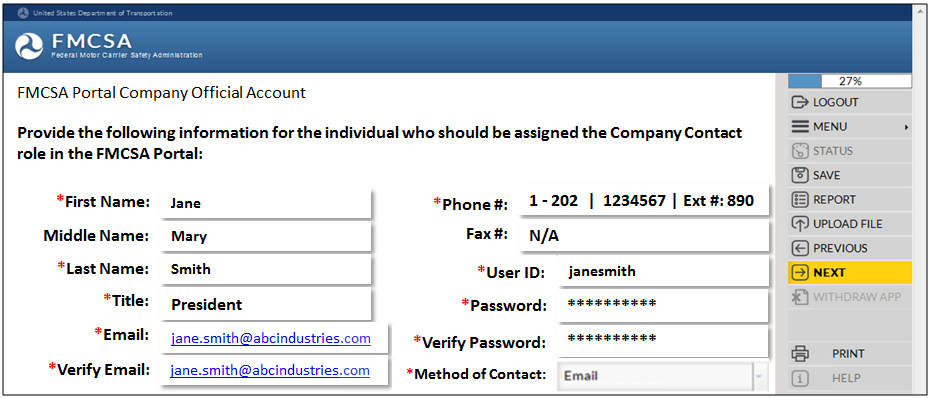 United States Department of Transportation
FMCSA
Federal Motor Carrier Safety Administration
FMCSA Portal Company Official Account
Provide the following information for the individual who should be assigned the Company Contact
role in the FMCSA Portal:
*First Name: Jane
Middle Name: Mary
*Last Name: Smith
*Title: President
*Email: jane.smith@abcindustries.com
*Verify Email: jane.smith@abcindustries.com
*Phone #: 1 - 202 | 1234567 | Ext #: 890
Fax #: N/A
*User ID: janesmith
*Password: **********
*Verify Password: **********
*Method of Contact: Email
27%
LOGOUT
MENU
STATUS
SAVE
REPORT
UPLOAD FILE
PREVIOUS
NEXT
WITHDRAW APP
PRINT
HELP